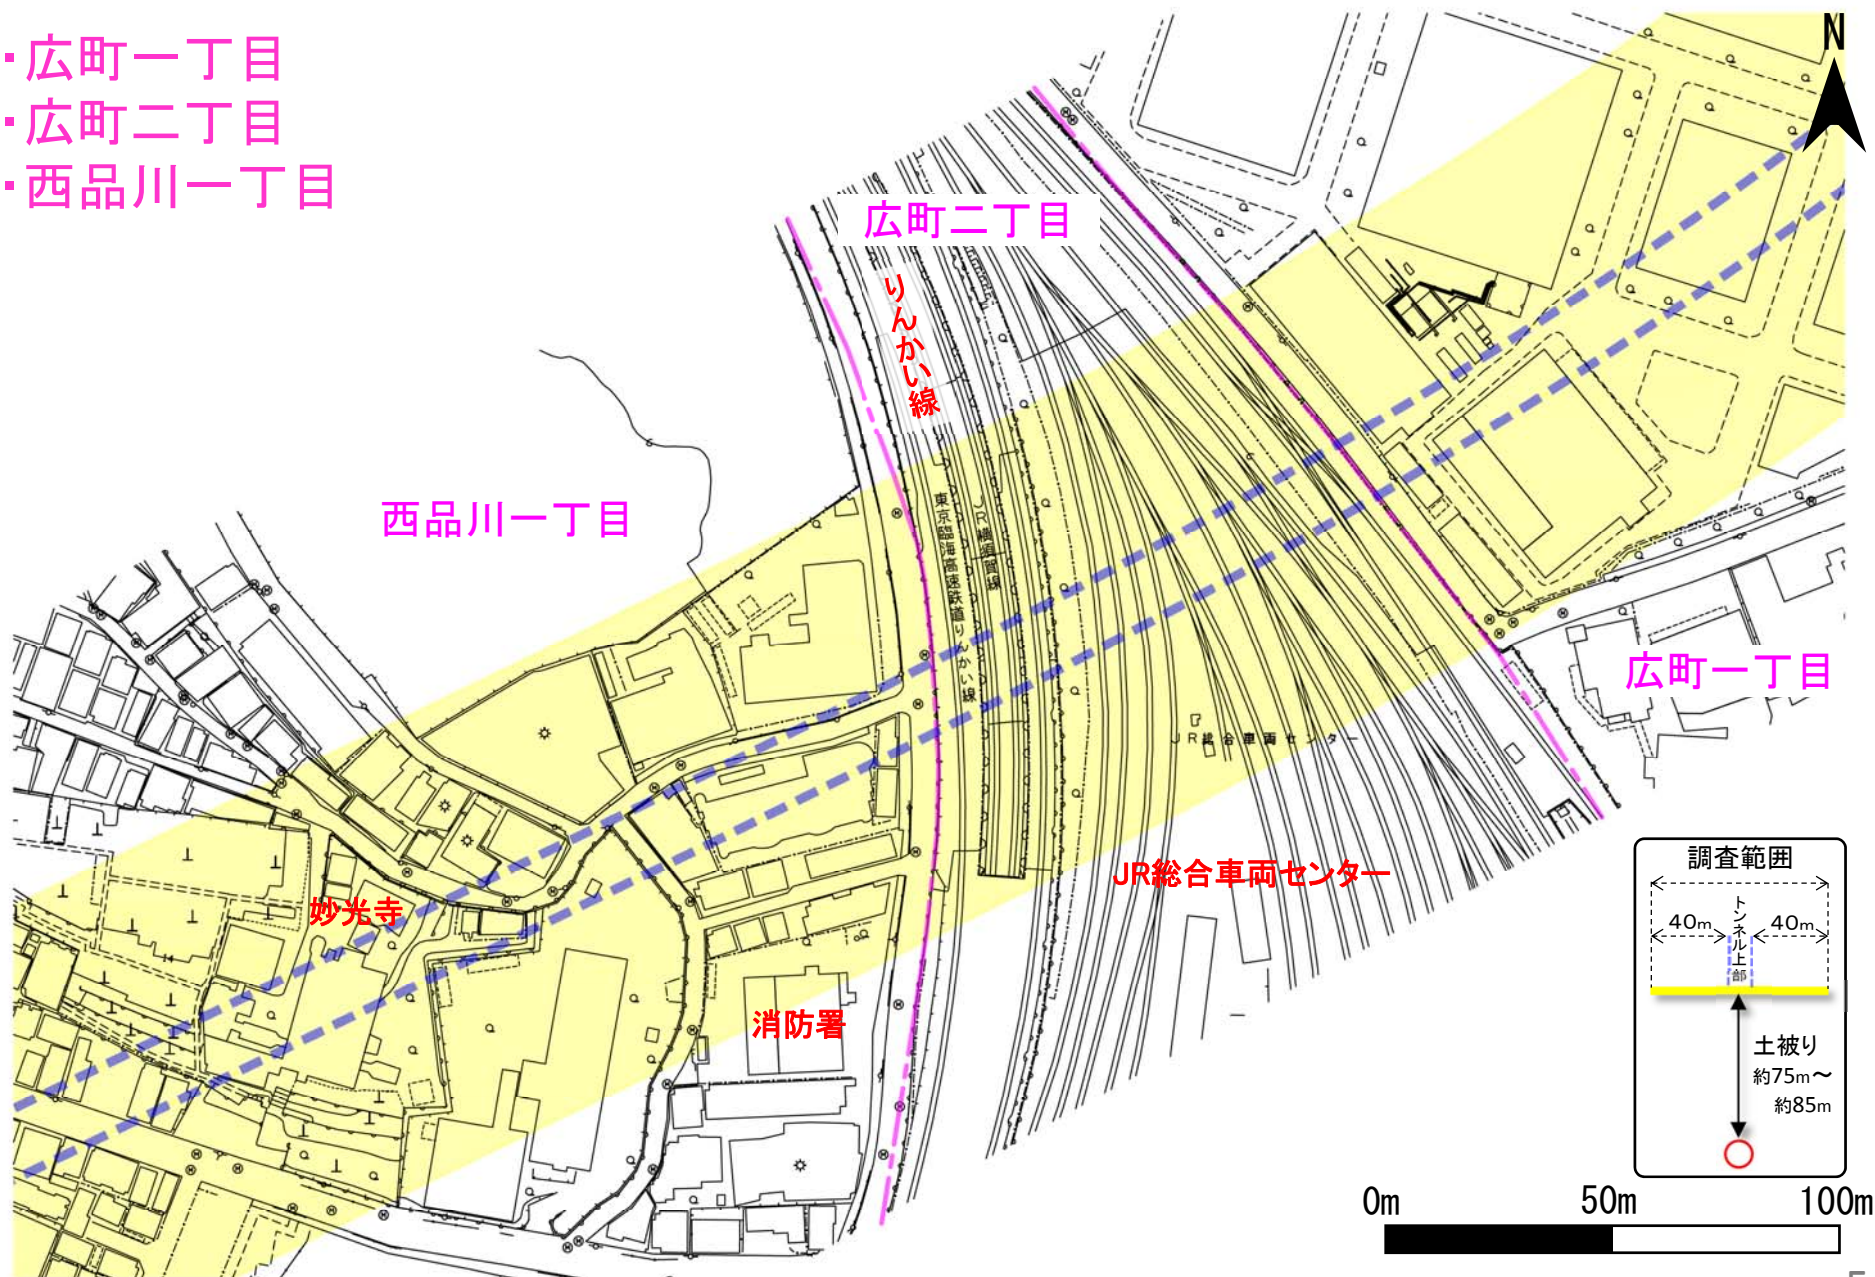 ・広町一丁目
・広町二丁目
・西品川一丁目
N
広町二丁目
りんかい線
西品川一丁目
東京臨海高速鉄道りんかい線
JR横須賀線
広町一丁目
JR総合車両センター
JR総合車両センター
妙光寺
消防署
調査範囲
40m
トンネル上部
40m
土被り
約75m～
約85m
0m
50m
100m